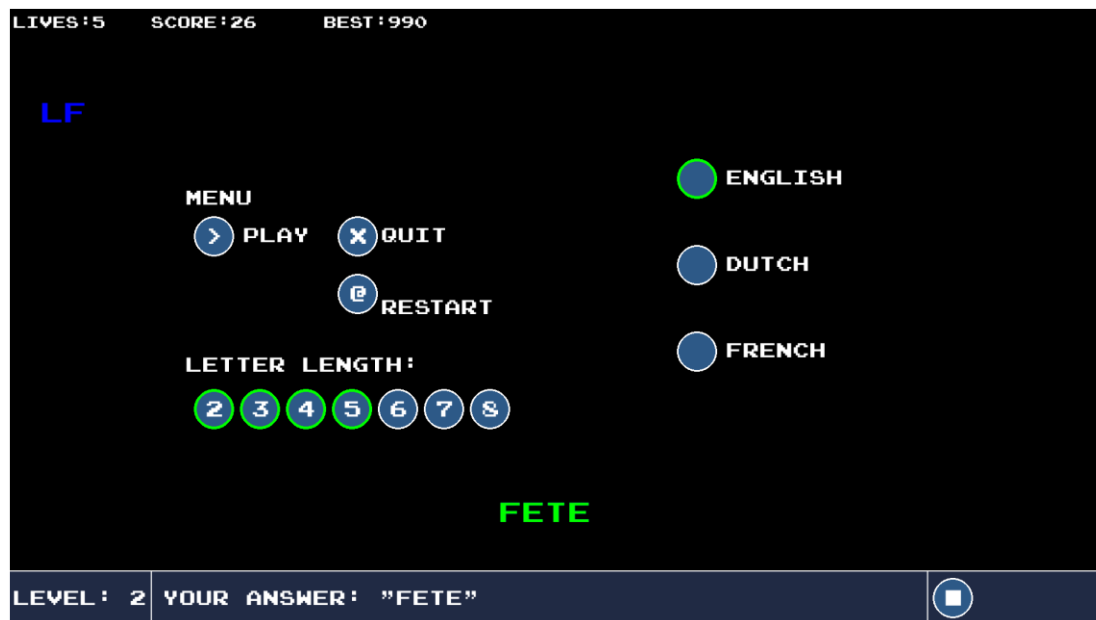 LIVES:5 SCORE:26 BEST:990
LF
ENGLISH
MENU
> PLAY X QUIT
DUTCH
@ RESTART
FRENCH
LETTER LENGTH:
2 3 4 5 6 7 8
FETE
LEVEL: 2 YOUR ANSWER: "FETE"